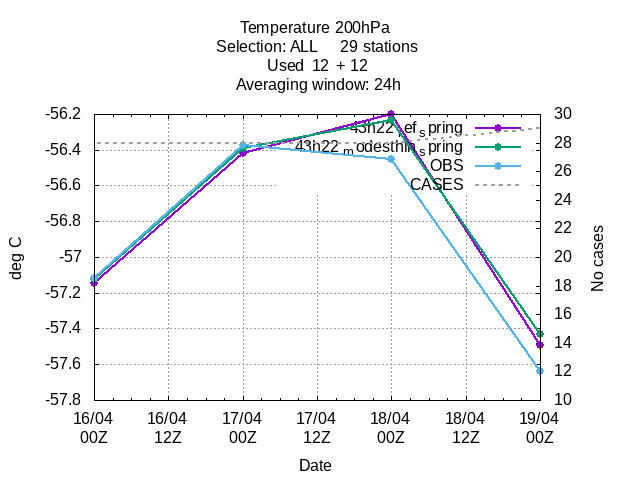 Temperature 200hPa
Selection: ALL 29 stations
Used 12 + 12
Averaging window: 24h
-56.2
-56.4
-56.6
-56.8
-57
-57.2
-57.4
-57.6
-57.8
deg C
30
28
26
24
22
20
18
16
14
12
10
No cases
OBS
CASES
16/04 16/04 17/04 17/04 18/04 18/04 19/04
00Z 12Z 00Z 12Z 00Z 12Z 00Z
Date